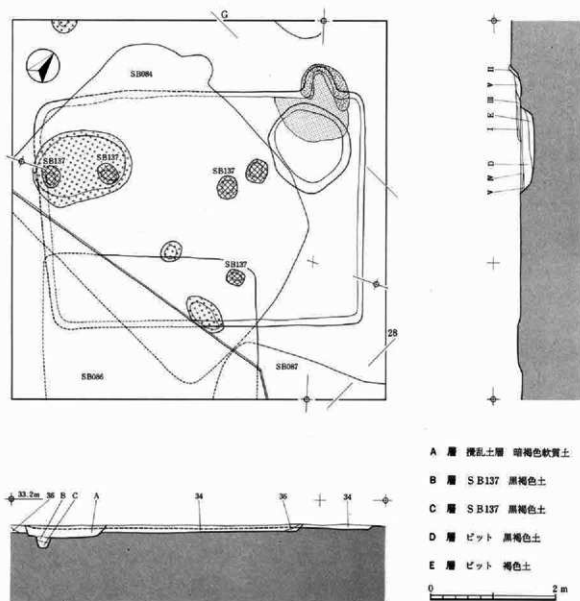 G
SB084
SB137
SB137
SB137
SB137
28
SB086
SB087
33.2m
36
B
C
A
34
36
34
A 層 攪乱土層 暗褐色軟質土
B 層 SB137 黒褐色土
C 層 SB137 黒褐色土
D 層 ピット 黒褐色土
E 層 ピット 褐色土
0
2 m